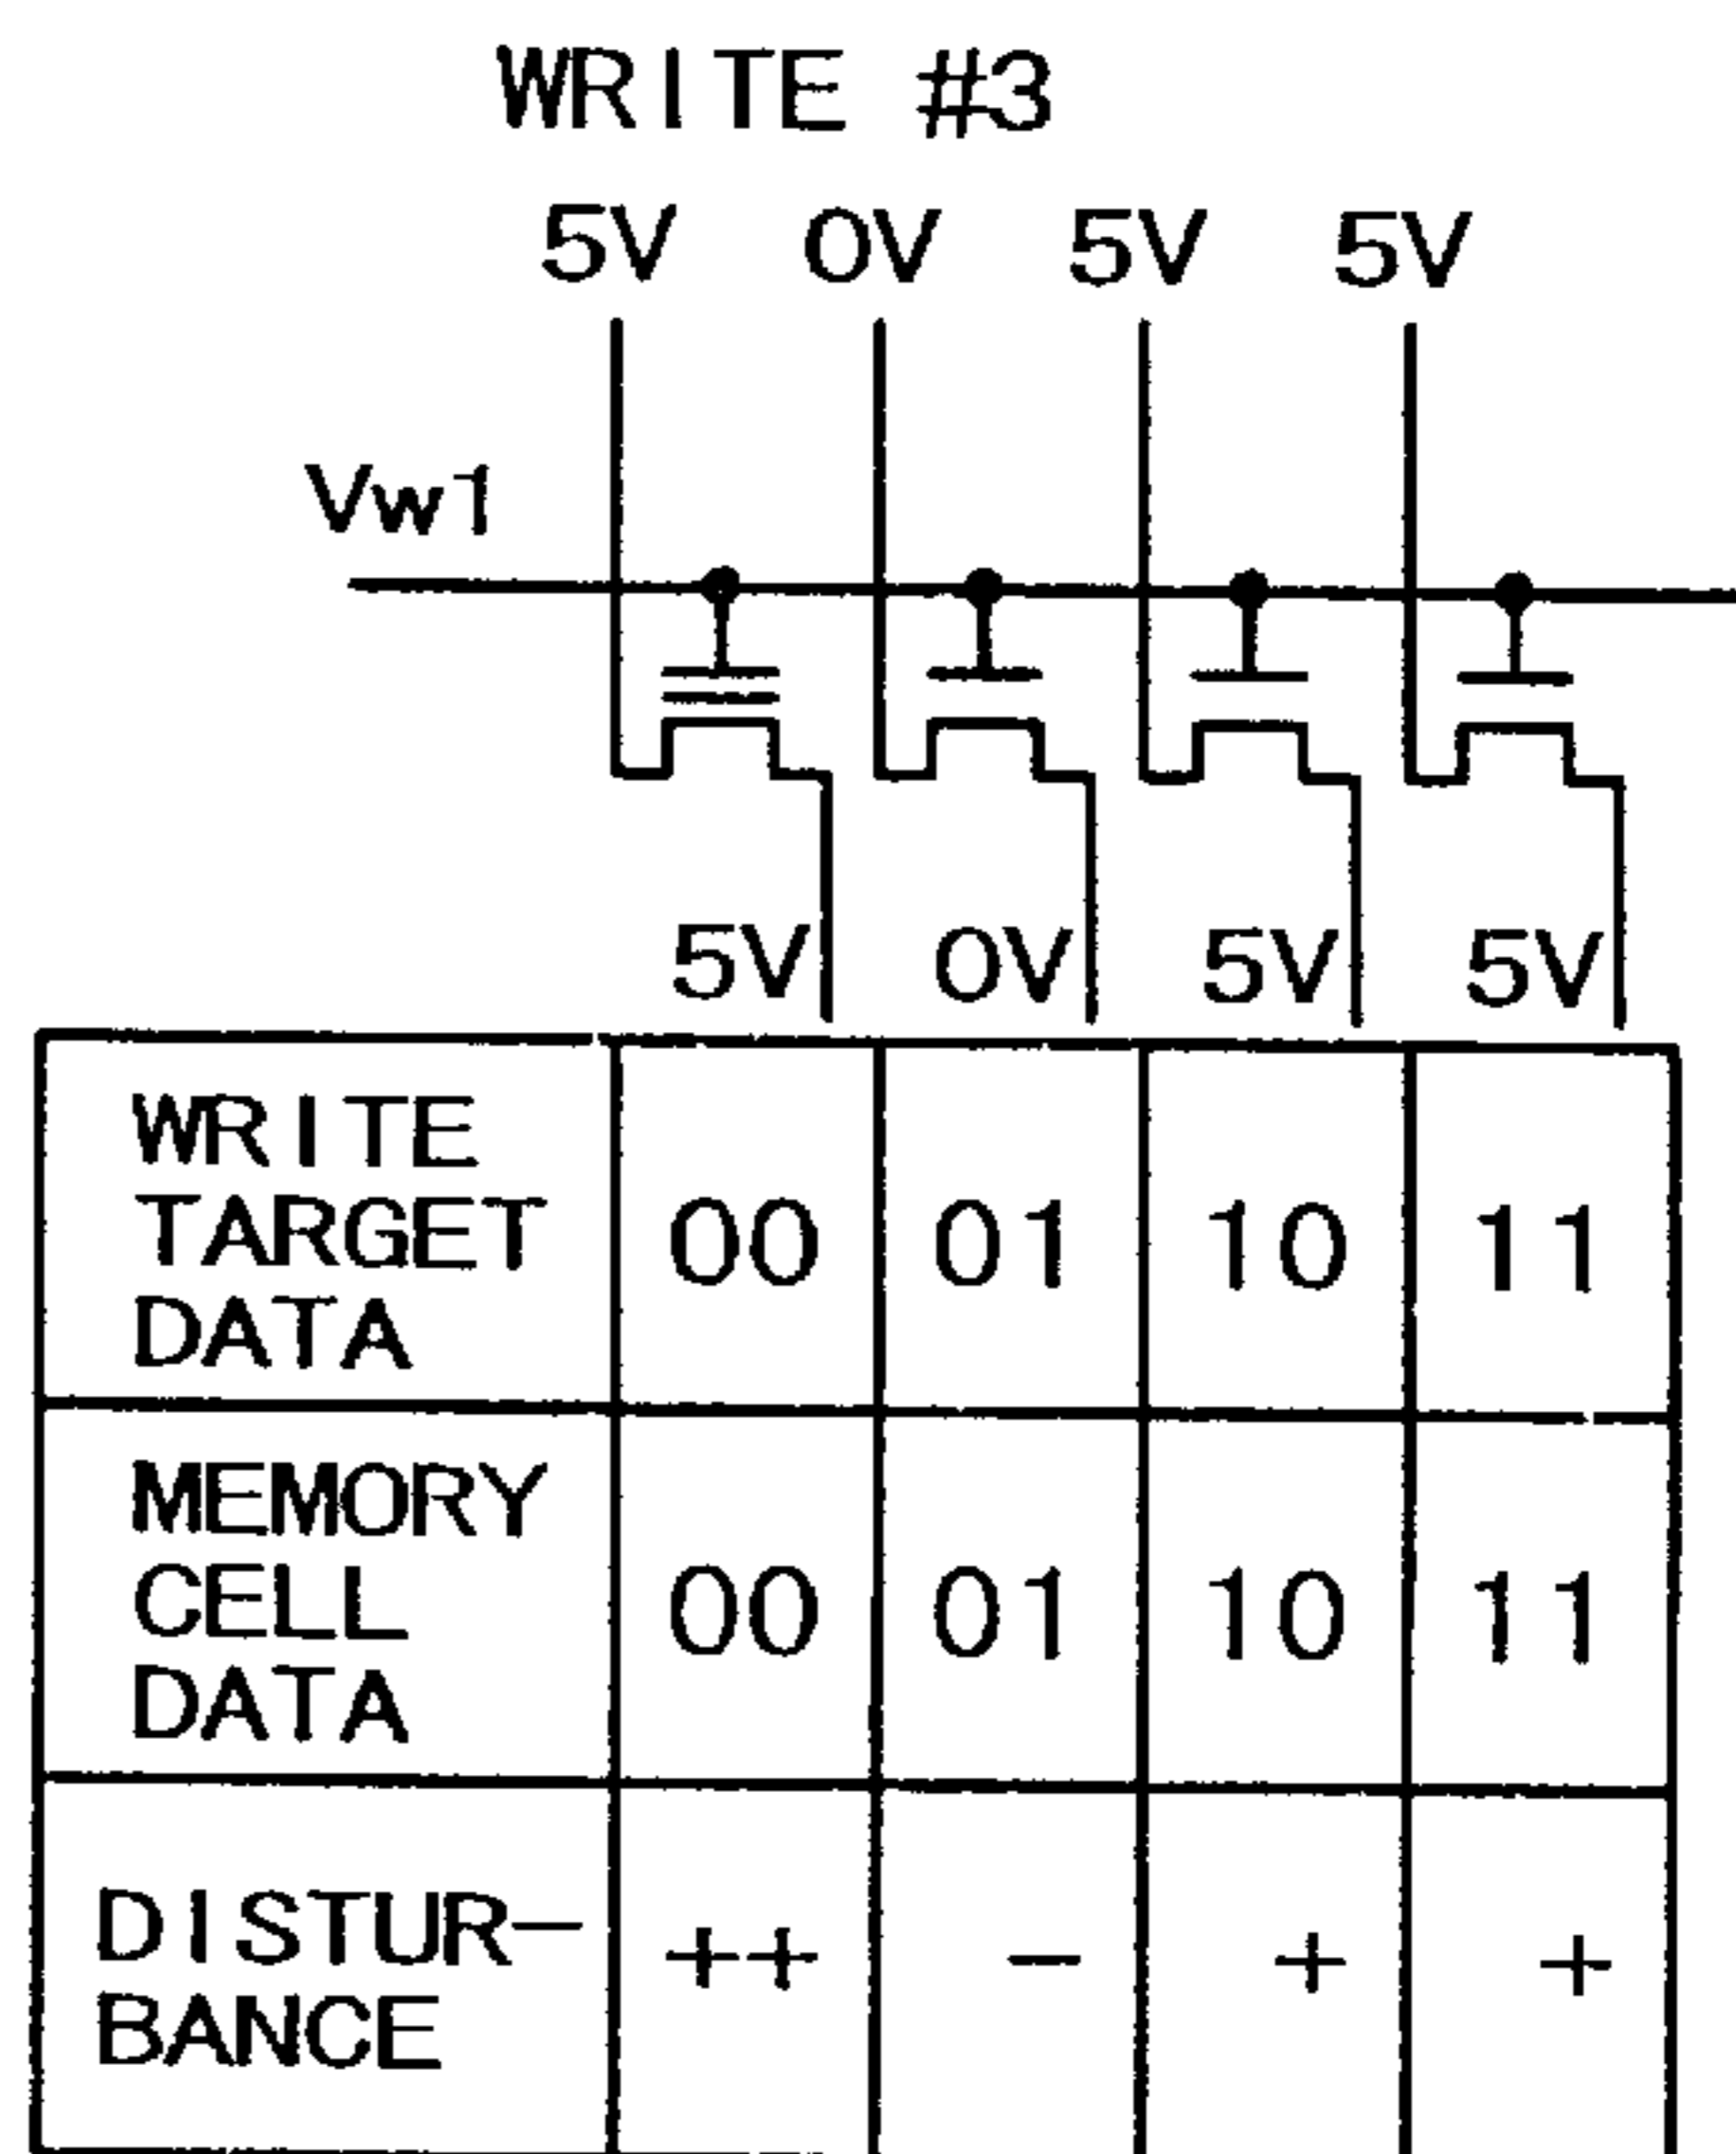 WRITE #3
5V 0V 5V 5V
Vw1
5V 0V 5V 5V
WRITE
TARGET
DATA
00 01 10 11
MEMORY
CELL
DATA
00 01 10 11
DISTUR-
BANCE
++ - + +